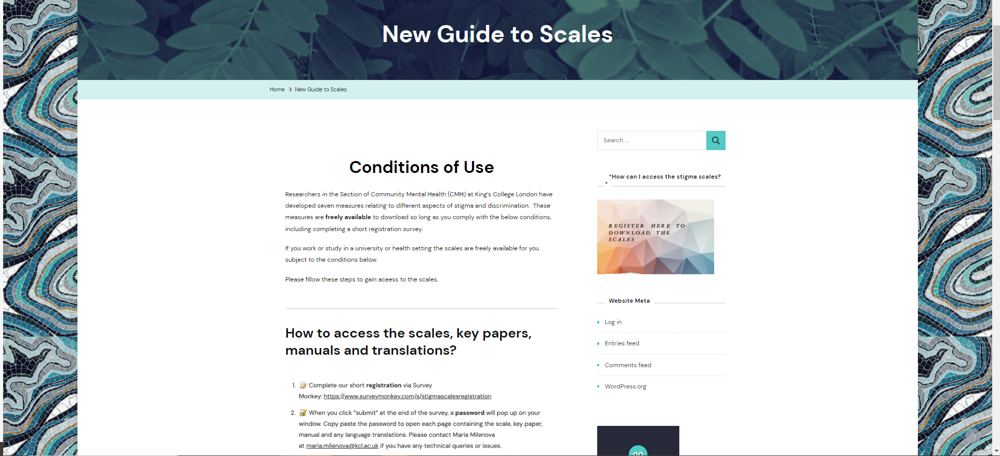 New Guide to Scales
Home > New Guide to Scales
Conditions of Use
Researchers in the Section of Community Mental Health (CMH) at King's College London have
developed seven measures relating to different aspects of stigma and discrimination. These
measures are freely available to download so long as you comply with the below conditions,
including completing a short registration survey.
If you work or study in a university or health setting the scales are freely available for you
subject to the conditions below.
Please fillow these steps to gain aceess to the scales.
How to access the scales, key papers,
manuals and translations?
1. 📝 Complete our short registration via Survey
Monkey: https://www.surveymonkey.com/s/stigmascalesregistration
2. 🔐 When you click “submit” at the end of the survey, a password will pop up on your
window. Copy paste the password to open each page containing the scale, key paper,
manual and any language translations. Please contact Maria Milenova
at maria.milenova@kcl.ac.uk if you have any technical queries or issues.
Search ...
*How can I access the stigma scales?
*
REGISTER HERE TO
DOWNLOAD THE
SCALES
Website Meta
Log in
Entries feed
Comments feed
WordPress.org